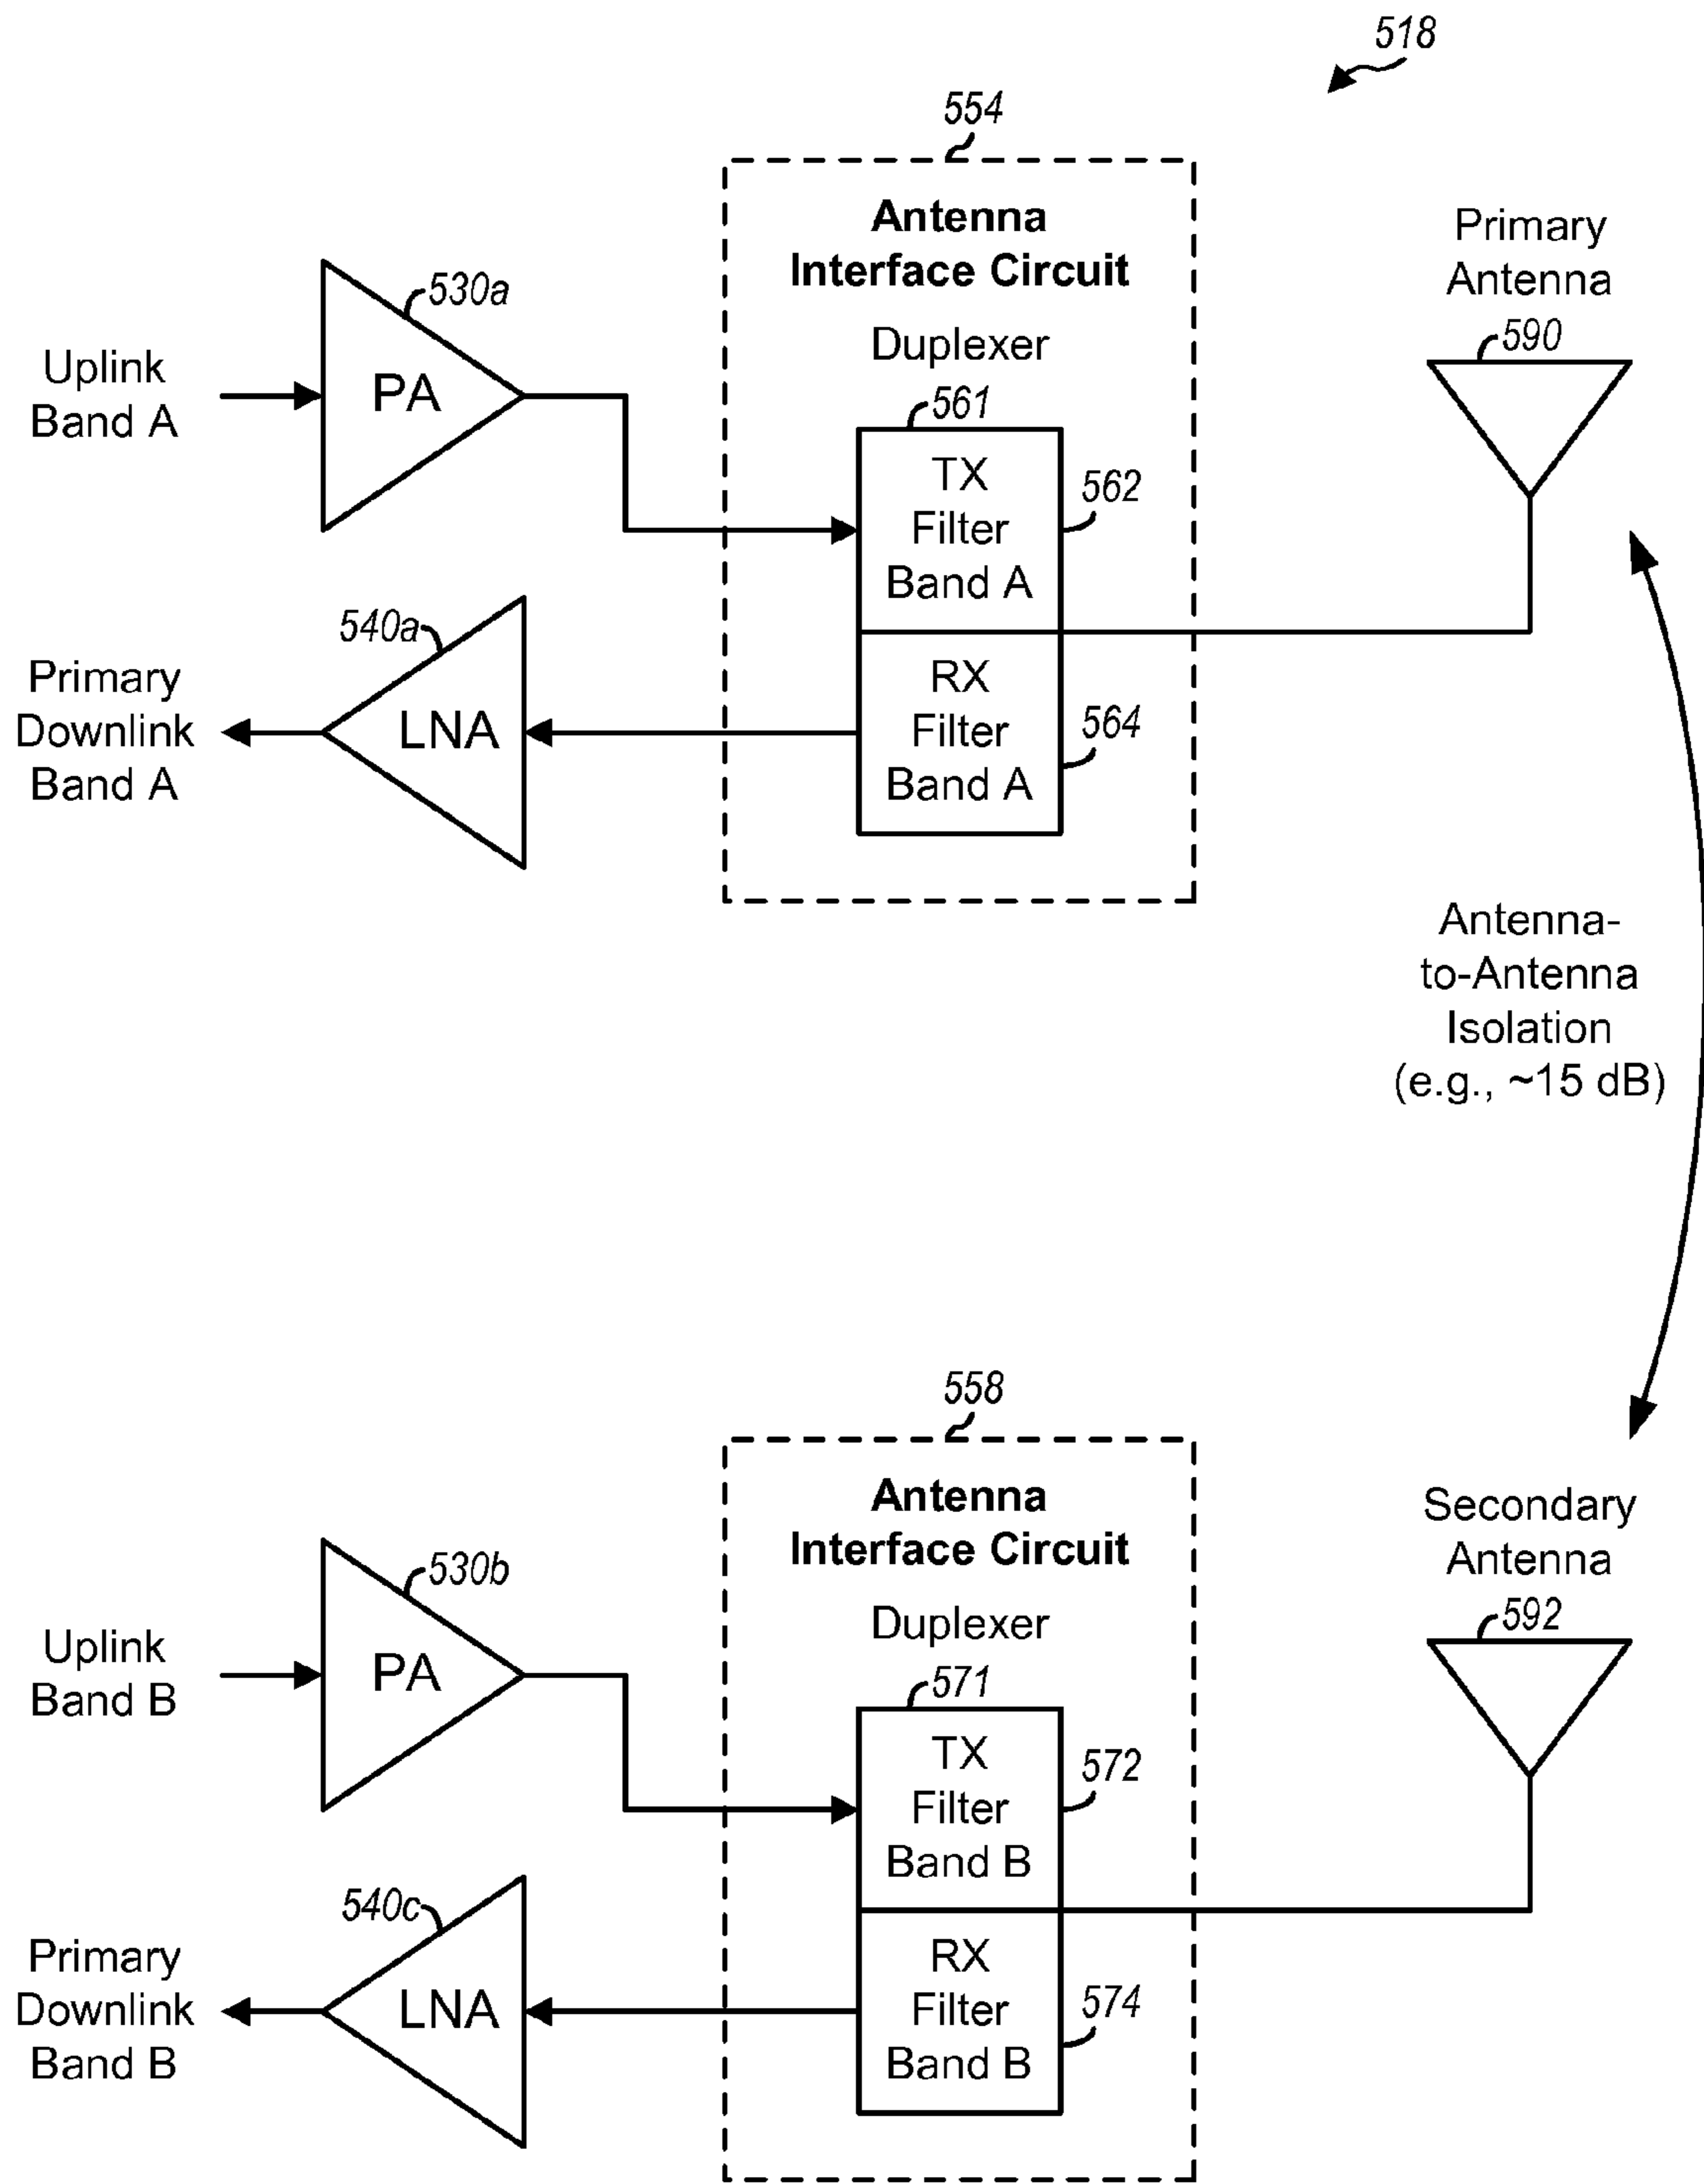 518
554
Antenna
Interface Circuit
Primary
Antenna
590
530a
Uplink
Band A
PA
Duplexer
561
TX
Filter
Band A
562
540a
Primary
Downlink
Band A
LNA
RX
Filter
Band A
564
Antenna-
to-Antenna
Isolation
(e.g., ~15 dB)
558
Antenna
Interface Circuit
Secondary
Antenna
592
530b
Uplink
Band B
PA
Duplexer
571
TX
Filter
Band B
572
540c
Primary
Downlink
Band B
LNA
RX
Filter
Band B
574